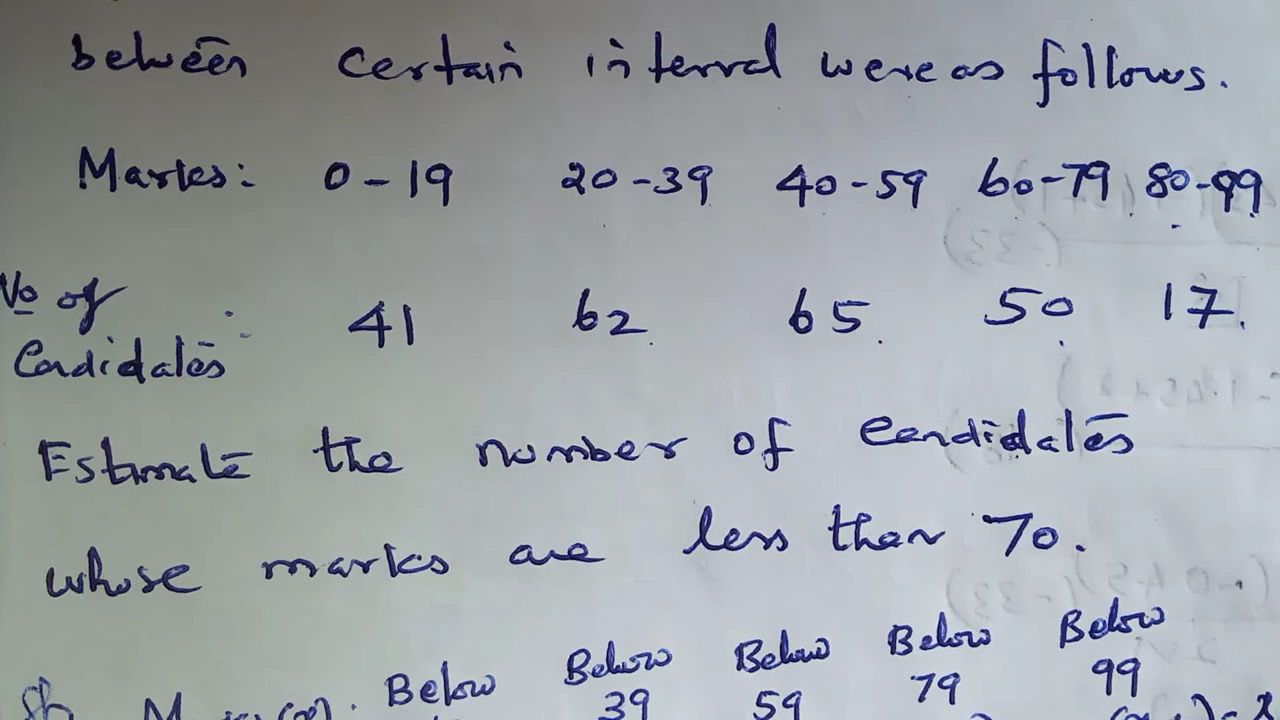 between certain interval were as follows.
Marks: 0-19 20-39 40-59 60-79 80-99
No of
Candidates : 41 62 65 50 17.
Estimate the number of candidates
whose marks are less than 70.
Below Below Below Below Below
39 59 79 99